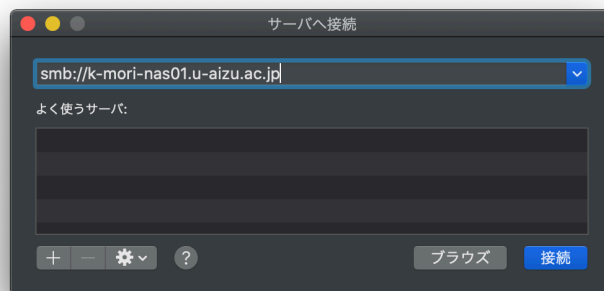 サーバへ接続
smb://k-mori-nas01.u-aizu.ac.jp
よく使うサーバ:
?
ブラウズ
接続